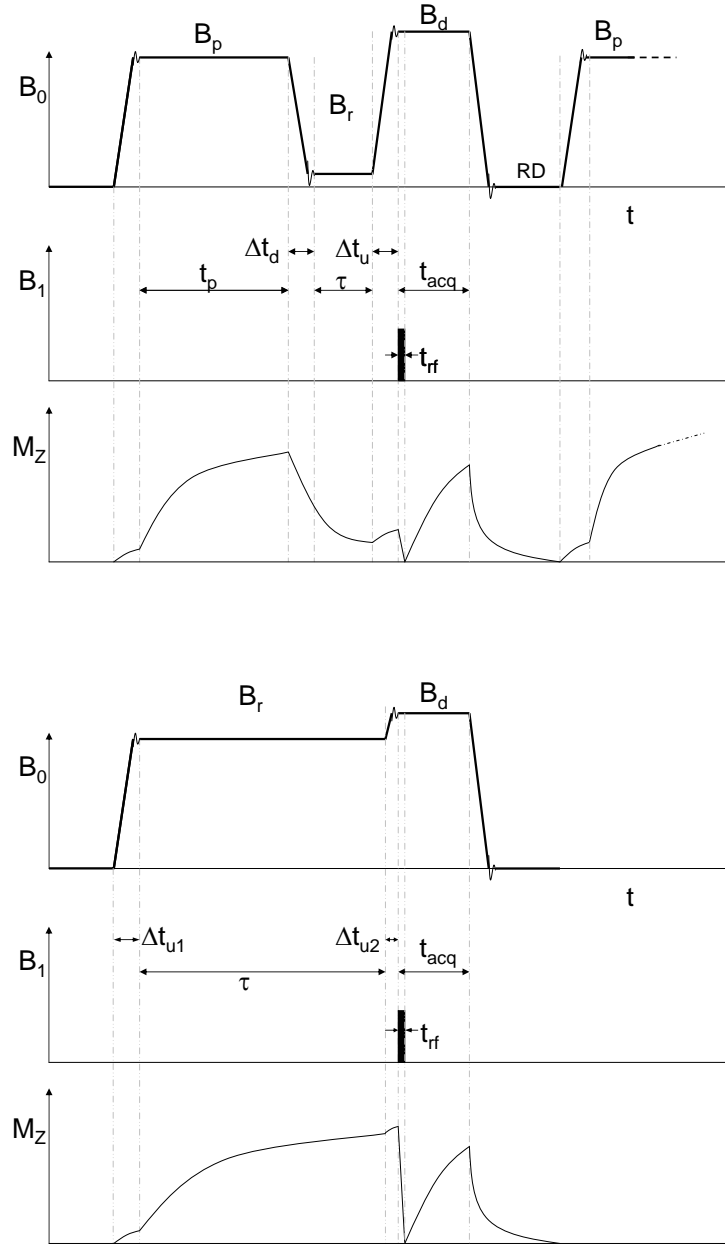 B_p B_d B_p
B_0 B_r
RD
t
Δt_d Δt_u
B_1 t_p τ t_acq
t_rf
M_Z
B_r B_d
B_0
t
Δt_u1 Δt_u2 t_acq
B_1
τ
t_rf
M_Z